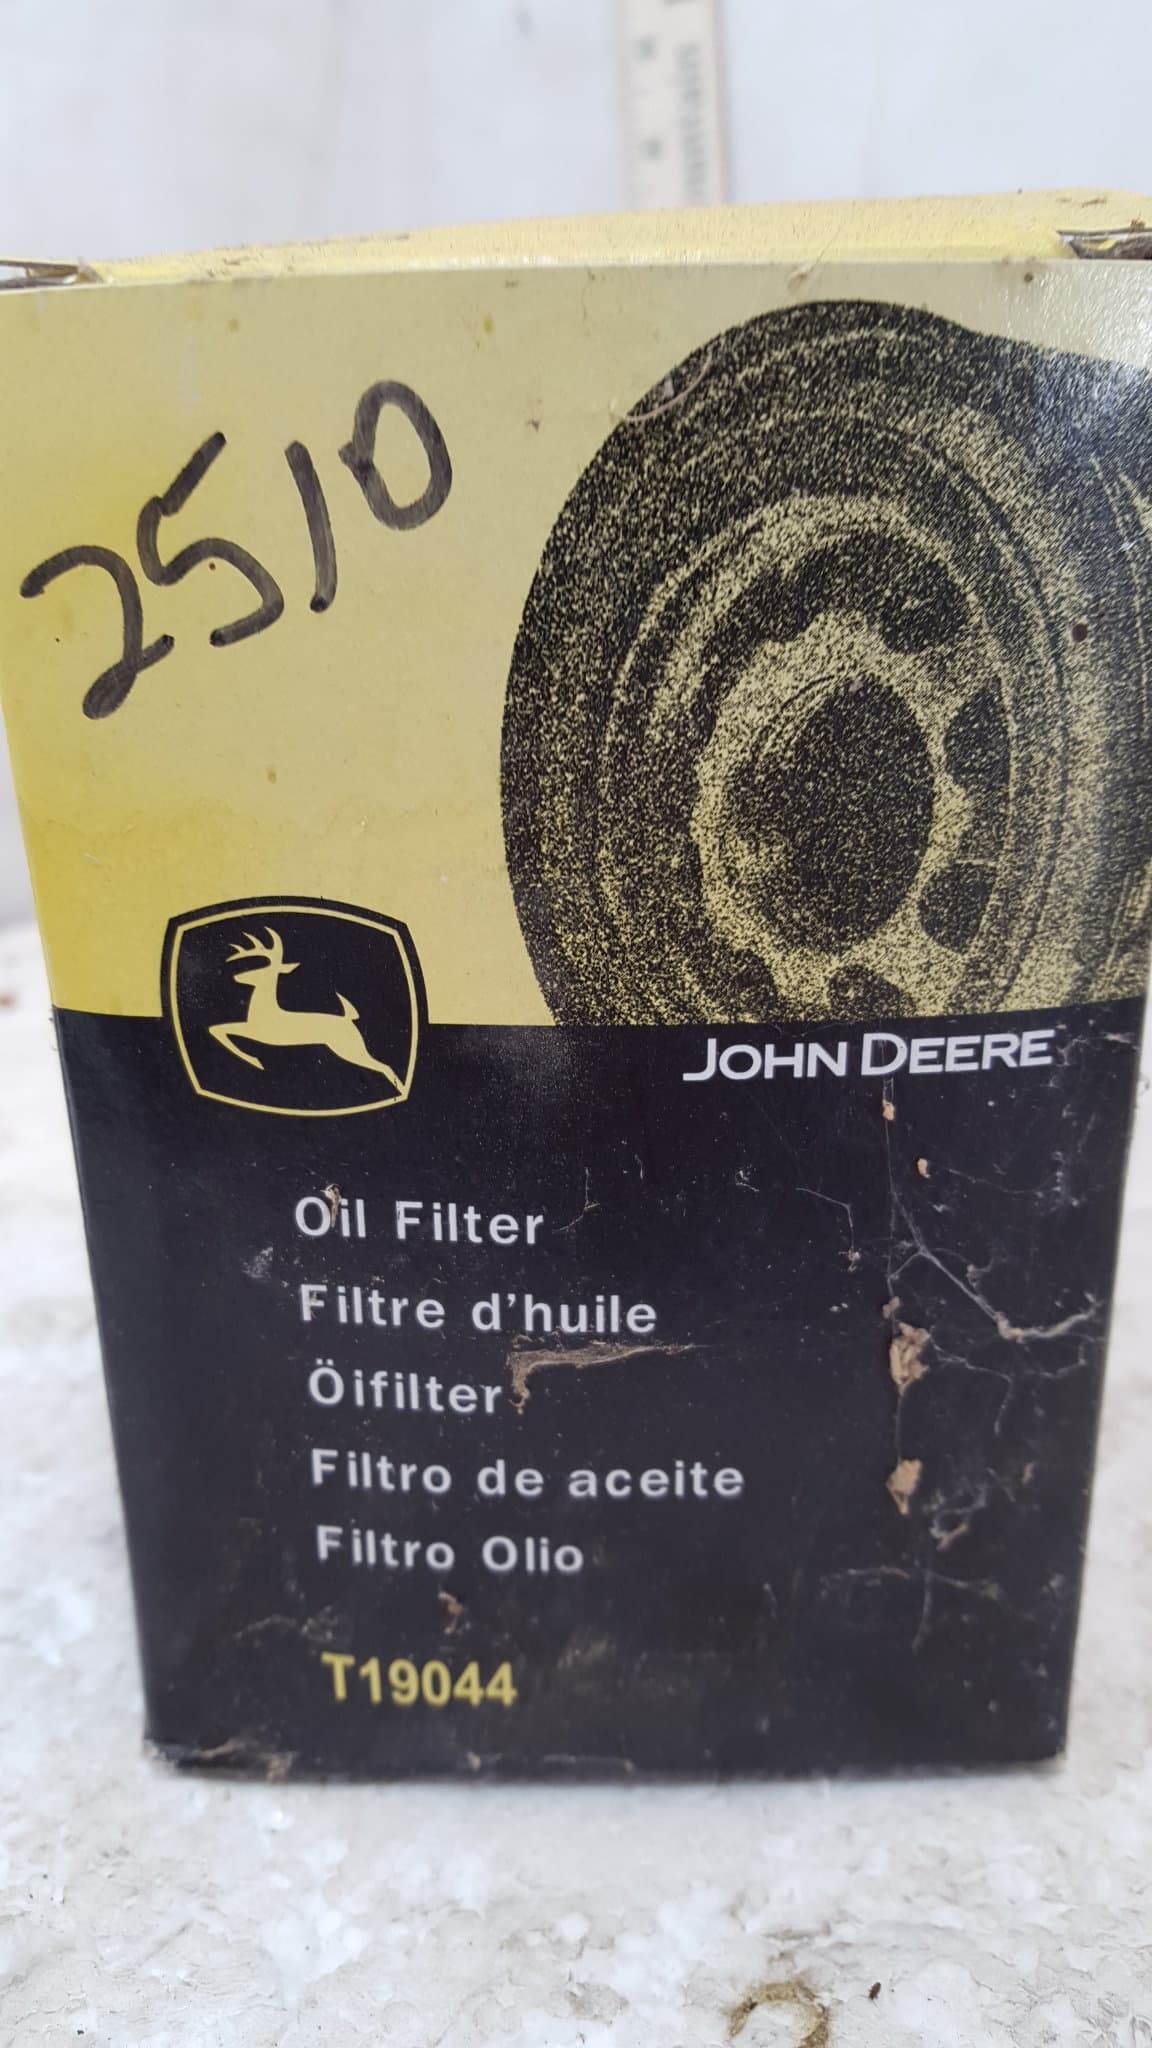 2510
JOHN DEERE
Oil Filter
Filtre d'huile
Öifilter
Filtro de aceite
Filtro Olio
T19044